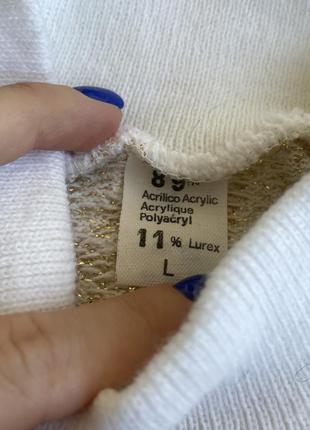 89%
Acrilico Acrylic
Acrylique
Polyacryl
11% Lurex
L